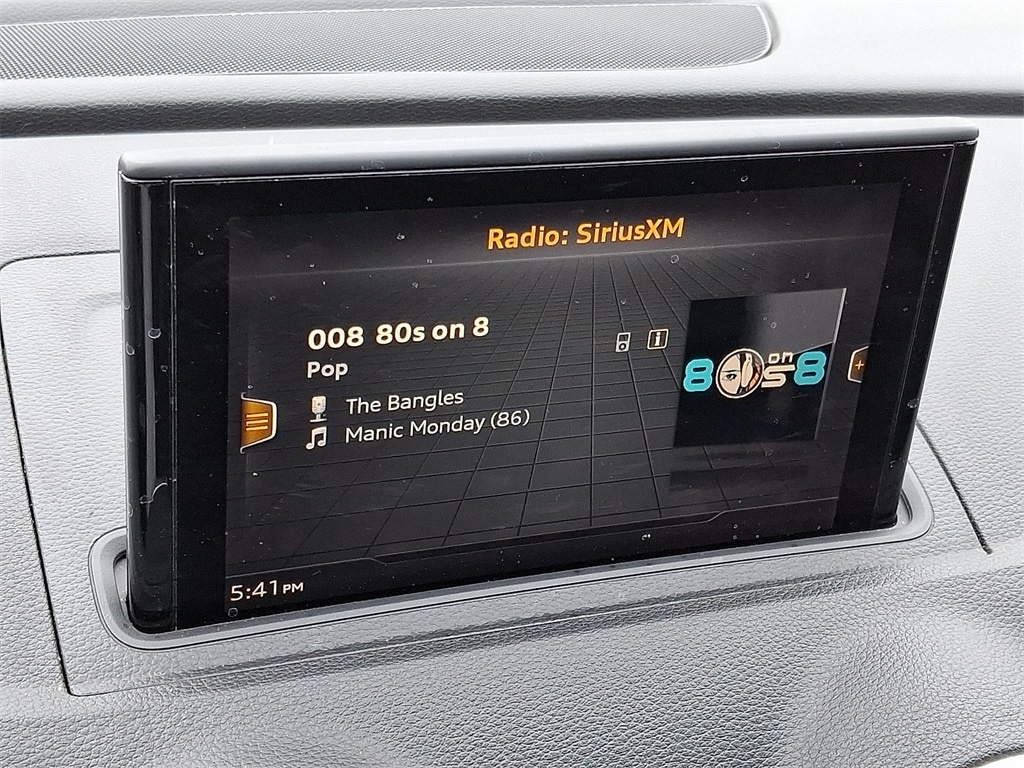 Radio: SiriusXM
008 80s on 8
Pop
The Bangles
Manic Monday (86)
80s on 8
5:41 PM